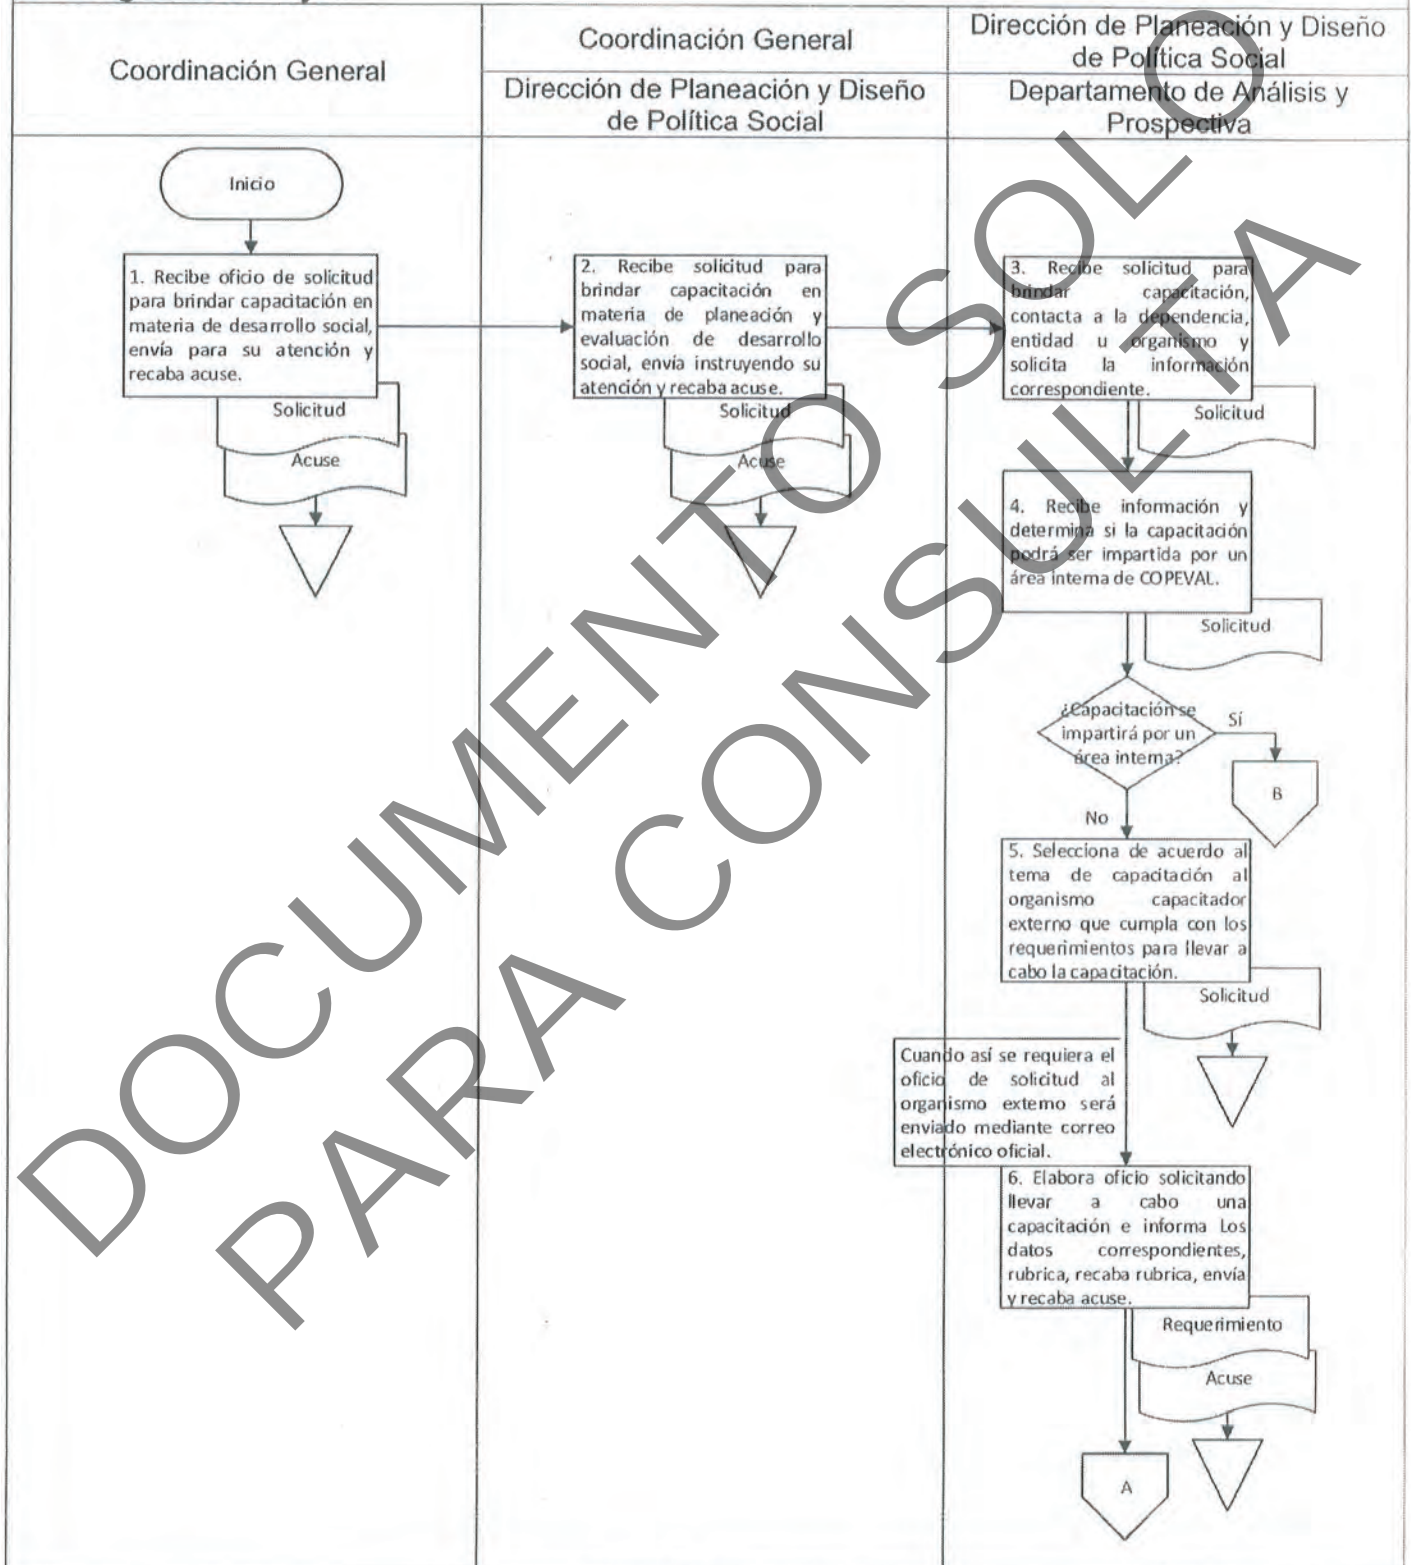 Coordinación General
Coordinación General
Dirección de Planeación y Diseño
de Política Social
Dirección de Planeación y Diseño
de Política Social
Departamento de Análisis y
Prospectiva
Inicio
1. Recibe oficio de solicitud
para brindar capacitación en
materia de desarrollo social,
envía para su atención y
recaba acuse.
Solicitud
Acuse
2. Recibe solicitud para
brindar capacitación en
materia de planeación y
evaluación de desarrollo
social, envía instruyendo su
atención y recaba acuse.
Solicitud
Acuse
3. Recibe solicitud para
brindar capacitación,
contacta a la dependencia,
entidad u organismo y
solicita la información
correspondiente.
Solicitud
4. Recibe información y
determina si la capacitación
podrá ser impartida por un
área interna de COPEVAL.
Solicitud
¿Capacitación se
impartirá por un
área interna?
Sí
B
No
5. Selecciona de acuerdo al
tema de capacitación al
organismo capacitador
externo que cumpla con los
requerimientos para llevar a
cabo la capacitación.
Solicitud
Cuando así se requiera el
oficio de solicitud al
organismo externo será
enviado mediante correo
electrónico oficial.
6. Elabora oficio solicitando
llevar a cabo una
capacitación e informa Los
datos correspondientes,
rubrica, recaba rubrica, envía
y recaba acuse.
Requerimiento
Acuse
A
DOCUMENTO SOLO
PARA CONSULTA